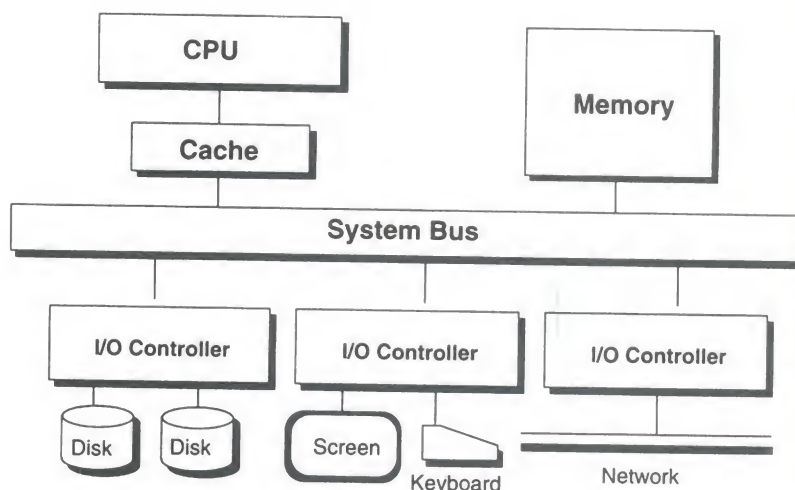 CPU
Memory
Cache
System Bus
I/O Controller
I/O Controller
I/O Controller
Disk
Disk
Screen
Keyboard
Network